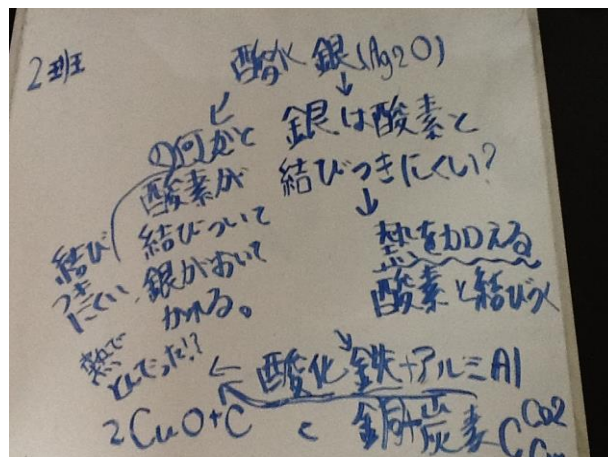 2班
酸化 銀(Ag2O)
銀は酸素と
結びつきにくい?
熱を加える
酸素と結びつく
の何かと
酸素が
結びついて
銀がおいて
かれる。
結び
つき
にくい
熱で
とんでった!?
酸化鉄+アルミAl
2CuO+C
銅+炭素 C CO2
Cu